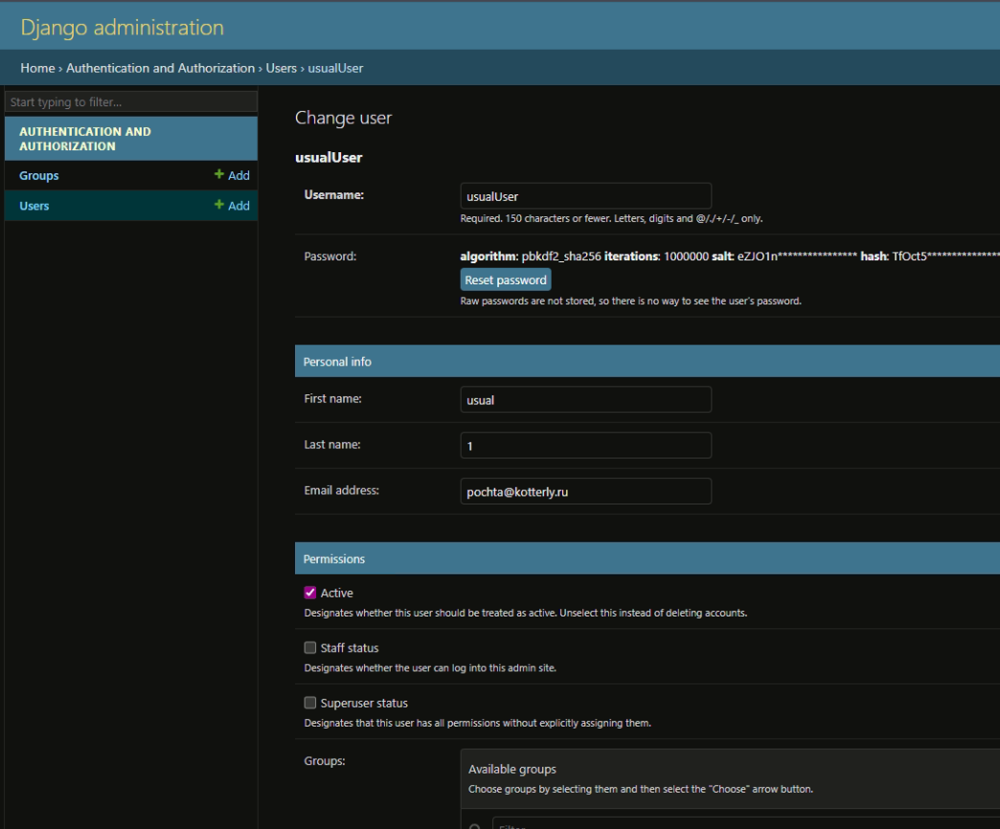 Django administration
Home › Authentication and Authorization › Users › usualUser
Start typing to filter...
AUTHENTICATION AND
AUTHORIZATION
Groups
+ Add
Users
+ Add
Change user
usualUser
Username:
usualUser
Required. 150 characters or fewer. Letters, digits and @/./+/-/_ only.
Password:
algorithm: pbkdf2_sha256 iterations: 1000000 salt: eZJO1n**************** hash: TfOct5***************
Reset password
Raw passwords are not stored, so there is no way to see the user's password.
Personal info
First name:
usual
Last name:
1
Email address:
pochta@kotterly.ru
Permissions
Active
Designates whether this user should be treated as active. Unselect this instead of deleting accounts.
Staff status
Designates whether the user can log into this admin site.
Superuser status
Designates that this user has all permissions without explicitly assigning them.
Groups:
Available groups
Choose groups by selecting them and then select the "Choose" arrow button.
Filter